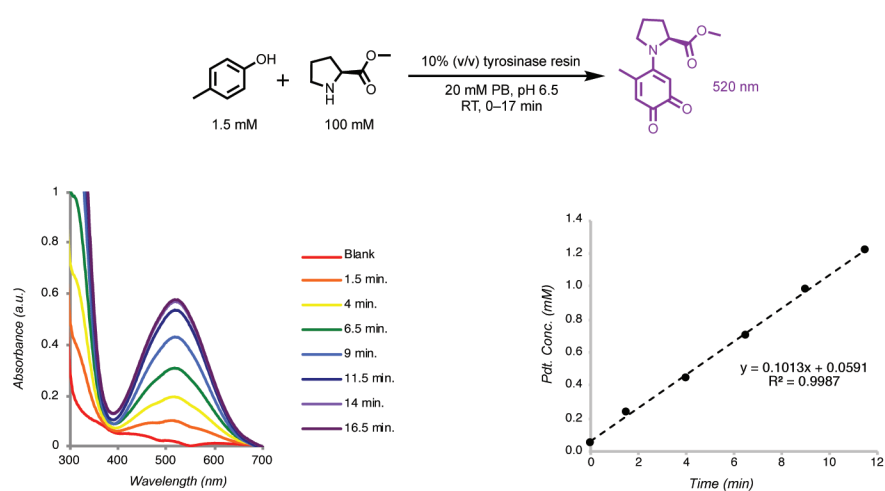 OH
+
N
H
O
O
10% (v/v) tyrosinase resin
20 mM PB, pH 6.5
RT, 0–17 min
N
O
O
O
O
520 nm
1.5 mM
100 mM
Absorbance (a.u.)
1
0.8
0.6
0.4
0.2
0
300
400
500
600
700
Wavelength (nm)
Blank
1.5 min.
4 min.
6.5 min.
9 min.
11.5 min.
14 min.
16.5 min.
Pdt. Conc. (mM)
1.4
1.2
1.0
0.8
0.6
0.4
0.2
0.0
0
2
4
6
8
10
12
Time (min)
y = 0.1013x + 0.0591
R² = 0.9987